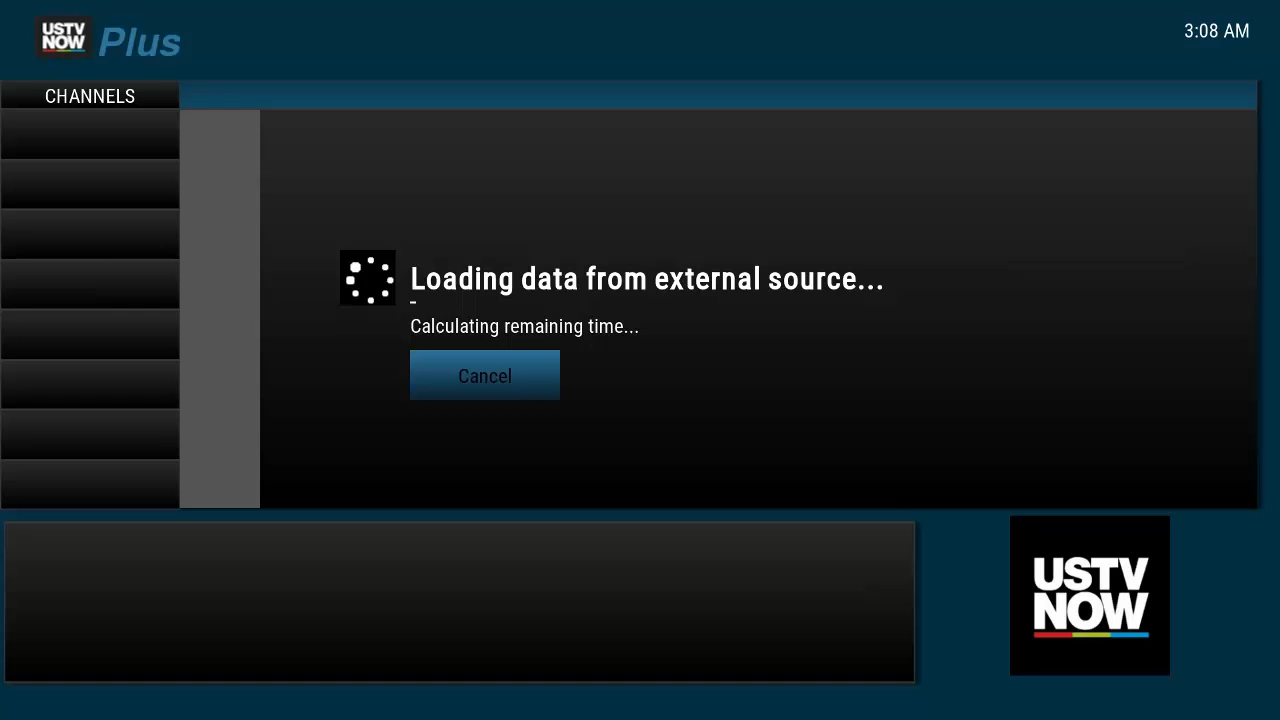 USTV
NOW
Plus
3:08 AM
CHANNELS
Loading data from external source...
-
Calculating remaining time...
Cancel
USTV
NOW